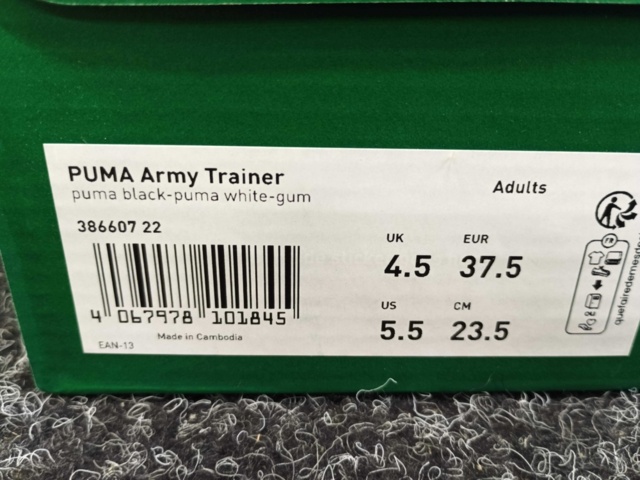 PUMA Army Trainer
puma black-puma white-gum
Adults
386607 22
UK EUR
4.5 37.5
US CM
5.5 23.5
4 067978 101845
Made in Cambodia
EAN-13
FR